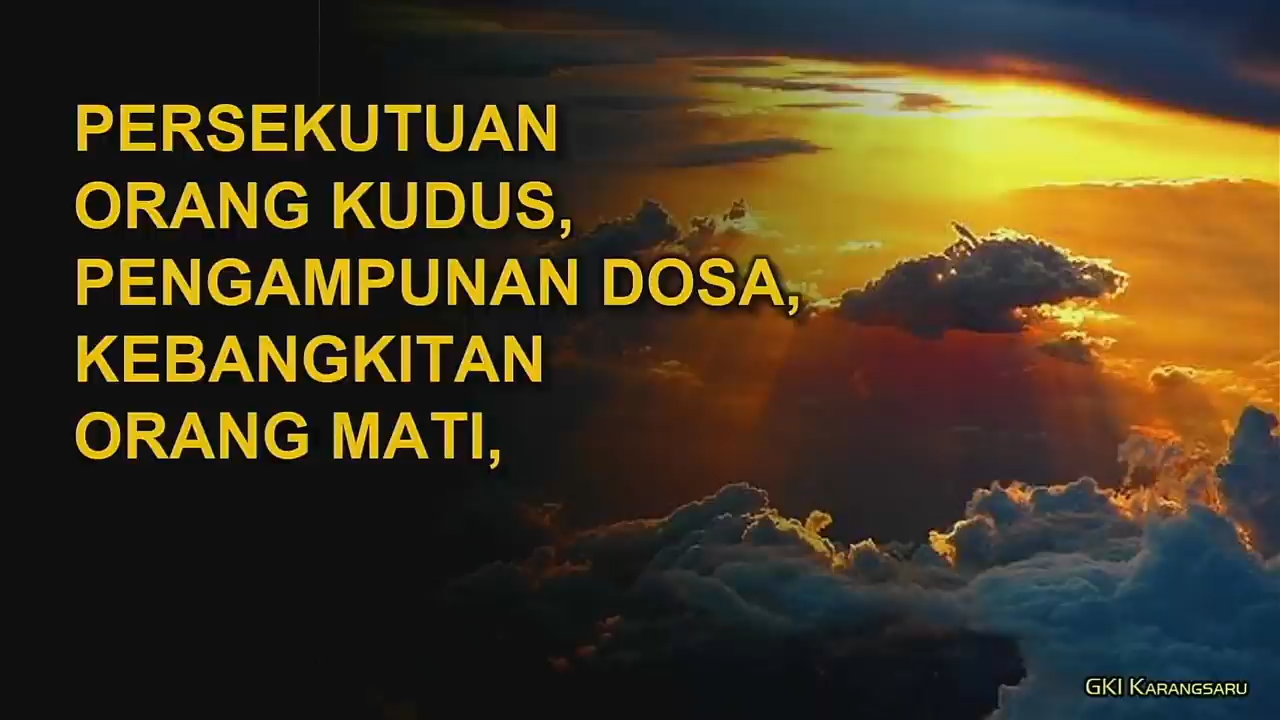 PERSEKUTUAN
ORANG KUDUS,
PENGAMPUNAN DOSA,
KEBANGKITAN
ORANG MATI,
GKI KARANGSARU